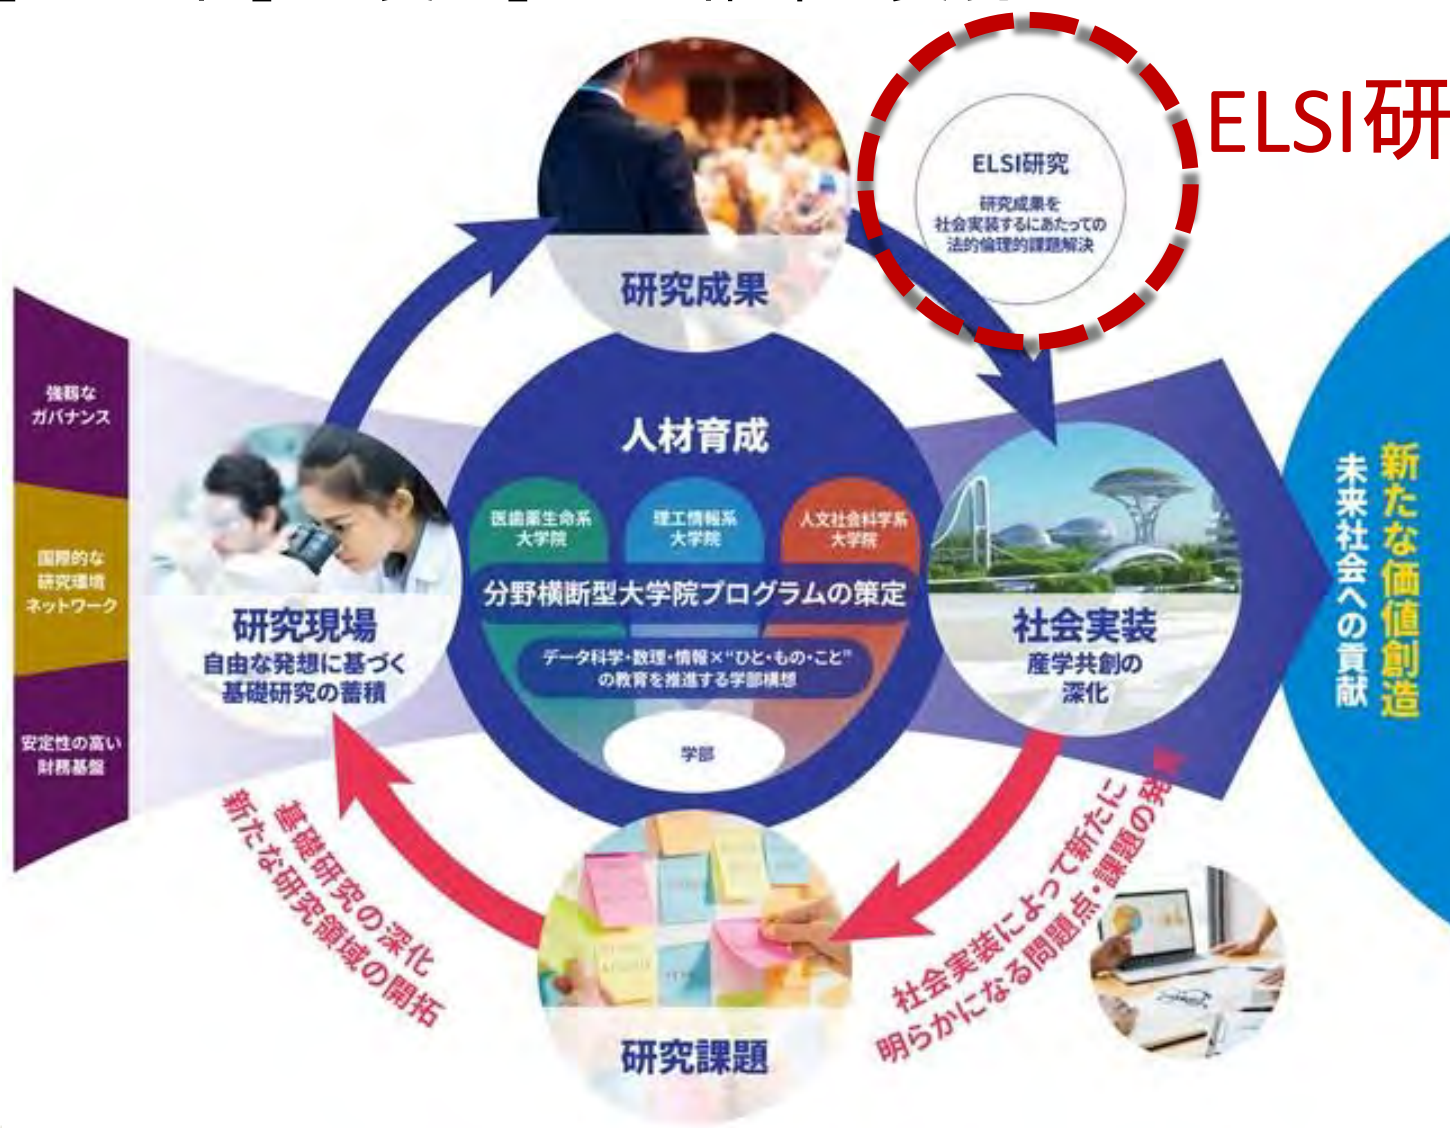 ELSI研
ELSI研究
研究成果を
社会実装するにあたっての
法的倫理的課題解決
研究成果
強靱な
ガバナンス
国際的な
研究環境
ネットワーク
安定性の高い
財務基盤
人材育成
医歯薬生命系
大学院
理工情報系
大学院
人文社会科学系
大学院
分野横断型大学院プログラムの策定
データ科学・数理・情報×“ひと・もの・こと”
の教育を推進する学部構想
学部
研究現場
自由な発想に基づく
基礎研究の蓄積
社会実装
産学共創の
深化
新たな価値創造
未来社会への貢献
基礎研究の深化
新たな研究領域の開拓
社会実装によって新たに
明らかになる問題点・課題の発見
研究課題